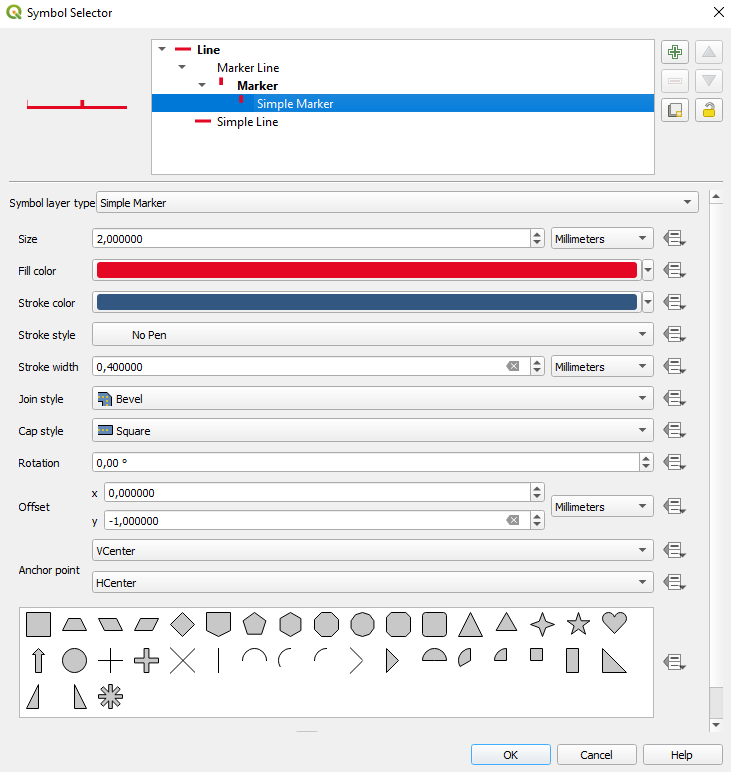 Symbol Selector
Line
Marker Line
Marker
Simple Marker
Simple Line
Symbol layer type Simple Marker
Size 2,000000 Millimeters
Fill color
Stroke color
Stroke style No Pen
Stroke width 0,400000 Millimeters
Join style Bevel
Cap style Square
Rotation 0,00 °
Offset x 0,000000 Millimeters
y -1,000000
Anchor point VCenter
HCenter
OK Cancel Help